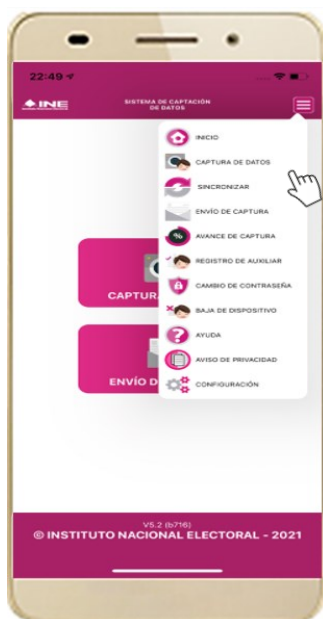 22:49
INE
SISTEMA DE CAPTACIÓN
DE DATOS
INICIO
CAPTURA DE DATOS
SINCRONIZAR
ENVÍO DE CAPTURA
%
AVANCE DE CAPTURA
REGISTRO DE AUXILIAR
CAMBIO DE CONTRASEÑA
BAJA DE DISPOSITIVO
?
AYUDA
AVISO DE PRIVACIDAD
CONFIGURACIÓN
CAPTUR
ENVÍO D
V5.2 (b716)
© INSTITUTO NACIONAL ELECTORAL - 2021